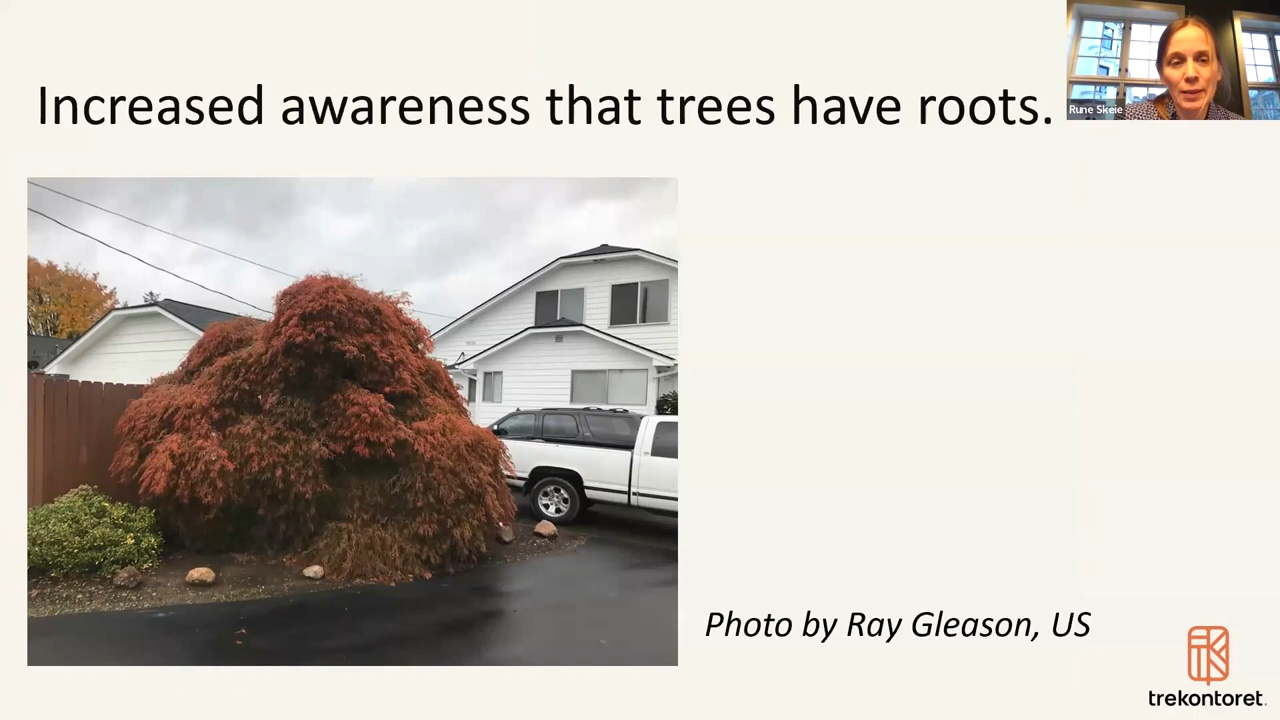 Increased awareness that trees have roots.
Rune Skeie
Photo by Ray Gleason, US
trekontoret.